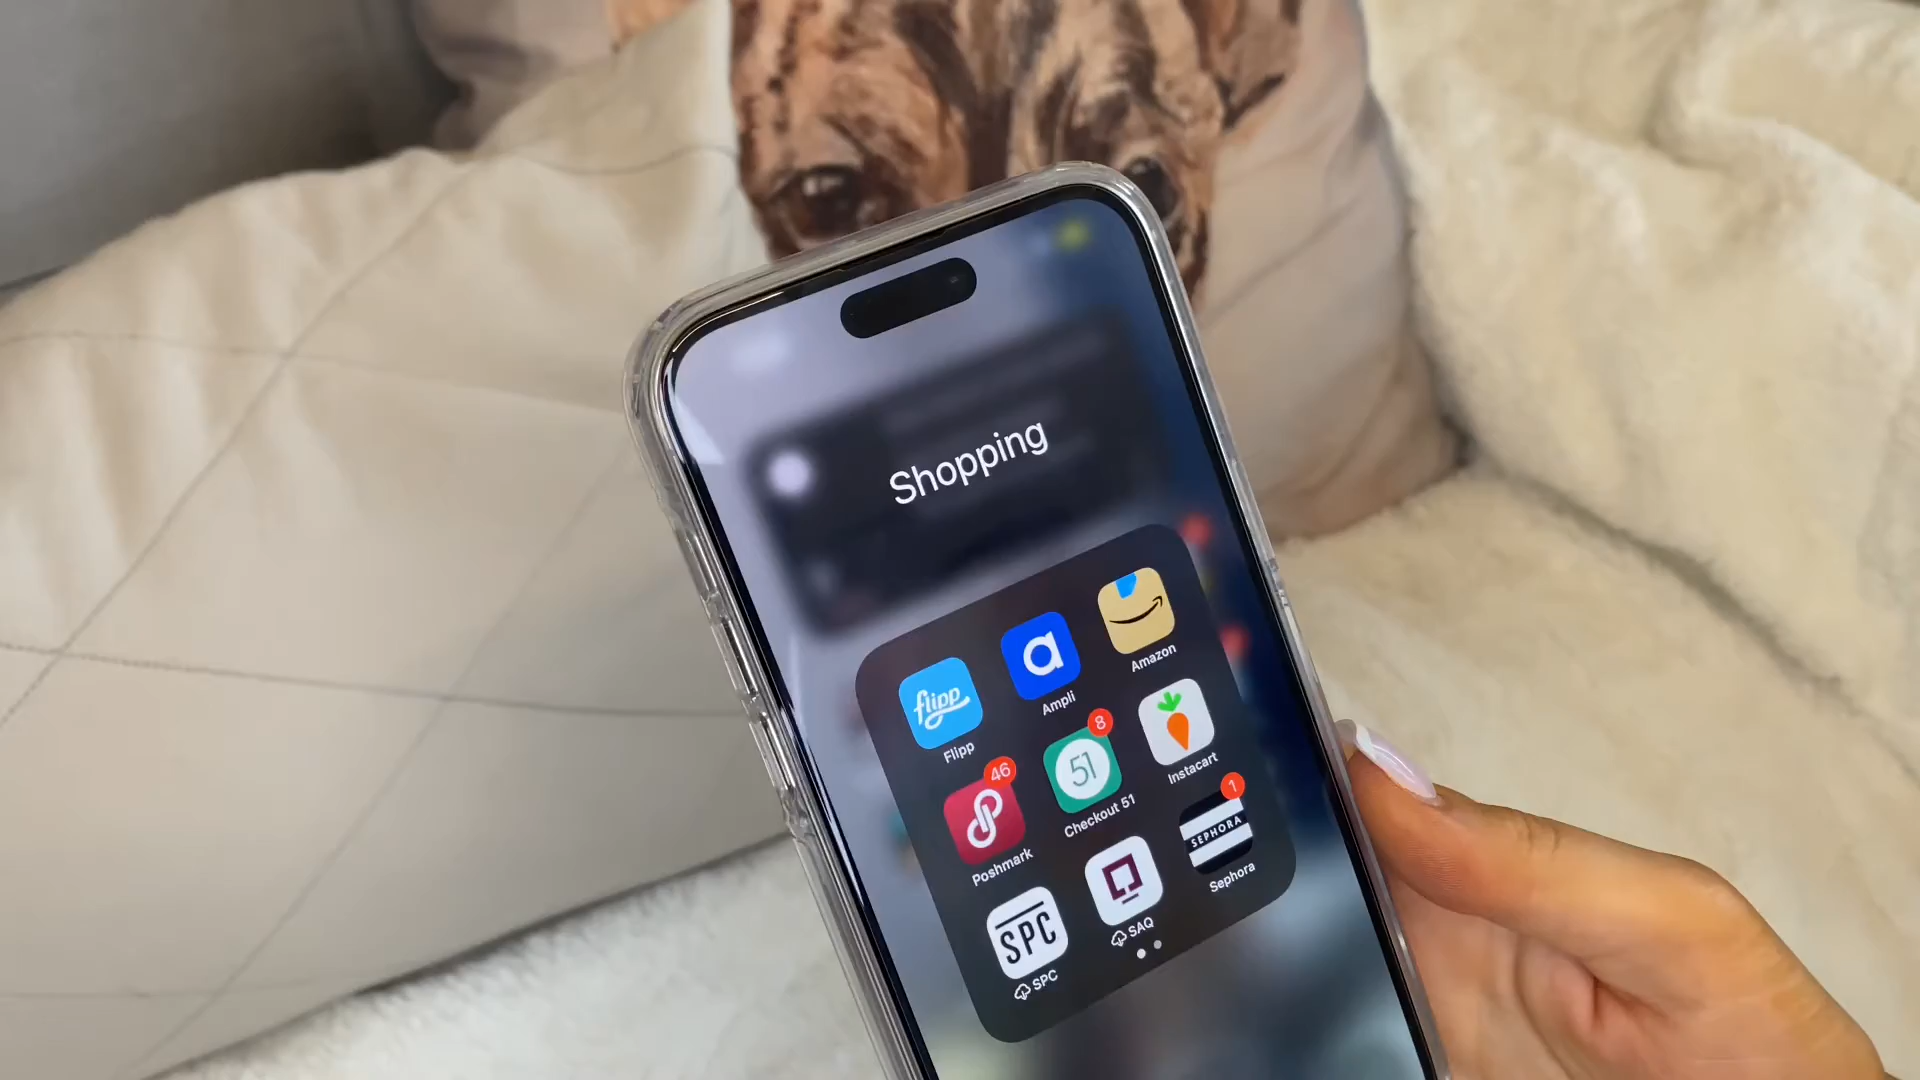 Shopping
flipp
Flipp
a
Ampli
Amazon
46
Poshmark
8
51
Checkout 51
Instacart
SPC
SPC
SAQ
1
SEPHORA
Sephora